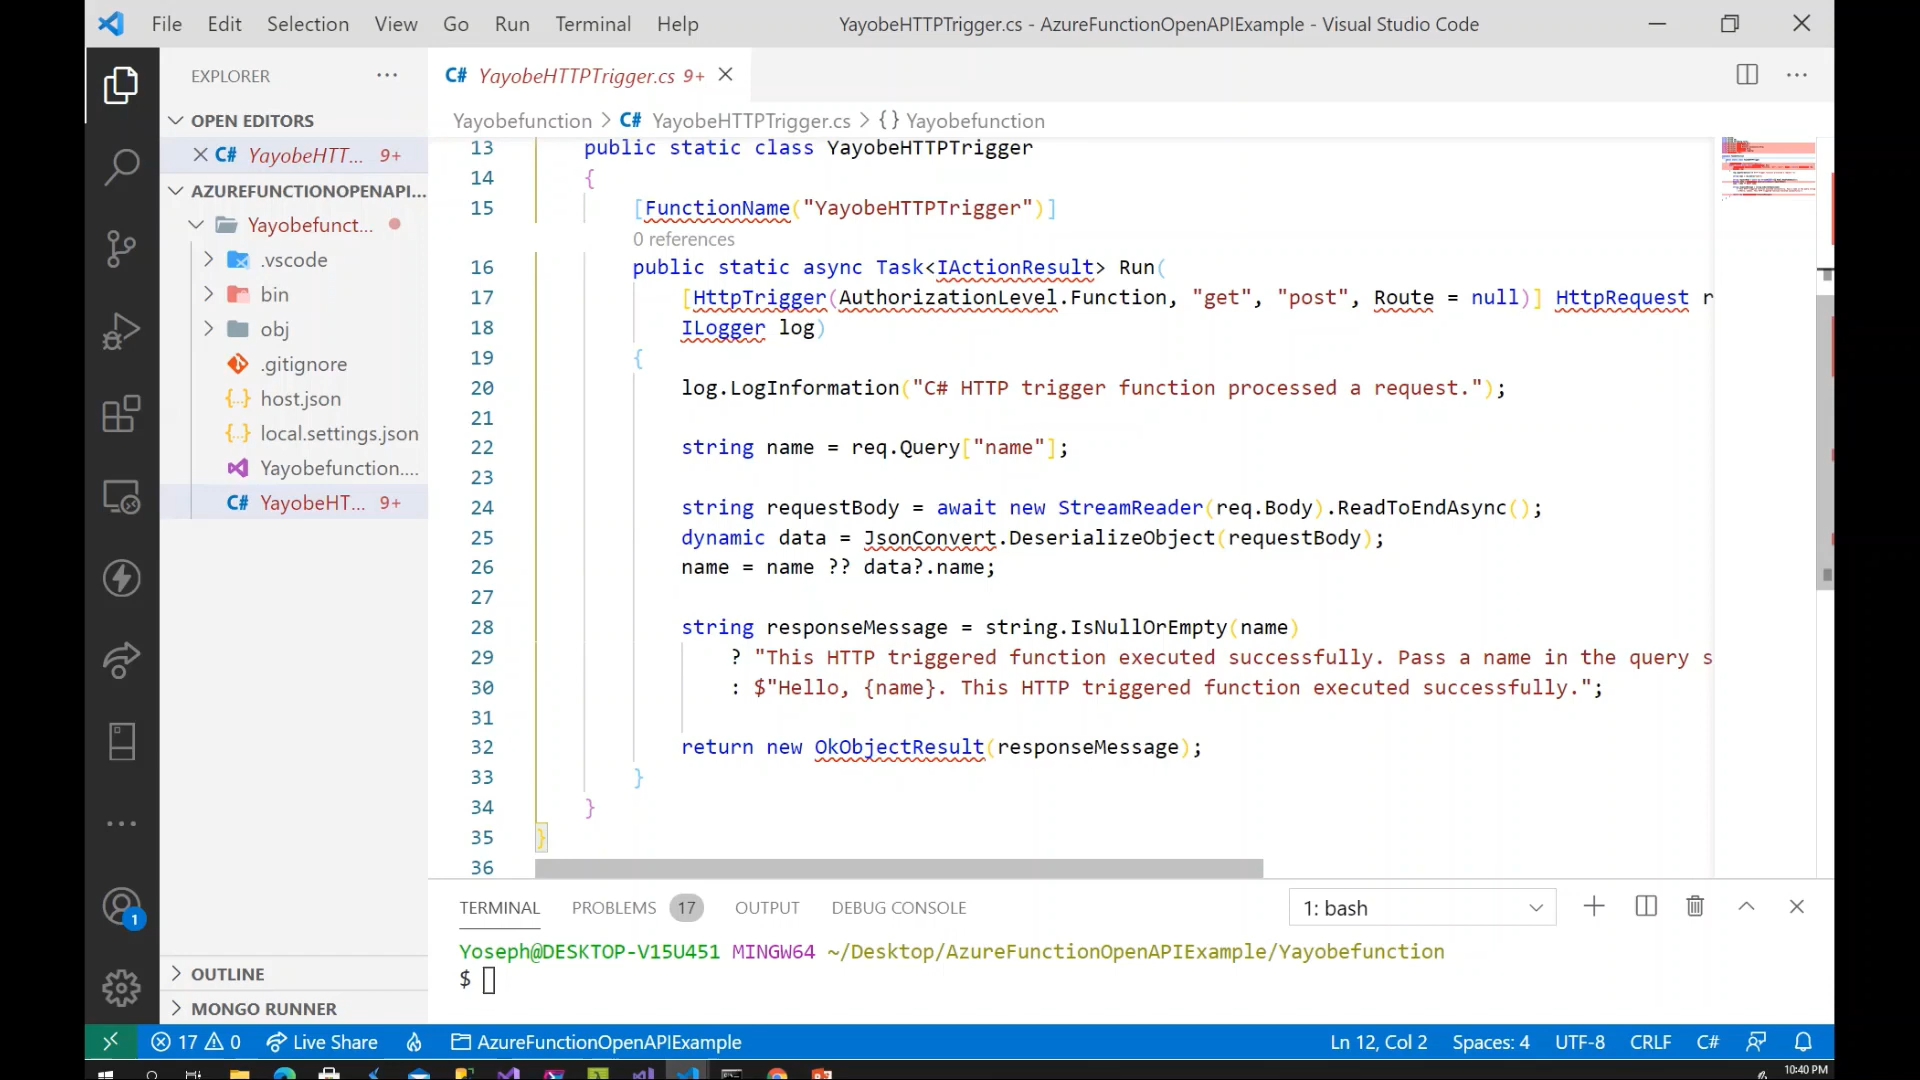 File Edit Selection View Go Run Terminal Help
YayobeHTTPTrigger.cs - AzureFunctionOpenAPIExample - Visual Studio Code
EXPLORER
C# YayobeHTTPTrigger.cs 9+
OPEN EDITORS
C# YayobeHTT... 9+
AZUREFUNCTIONOPENAPI...
Yayobefunct...
.vscode
bin
obj
.gitignore
{..} host.json
{..} local.settings.json
Yayobefunction....
C# YayobeHT... 9+
OUTLINE
MONGO RUNNER
1
Yayobefunction > C# YayobeHTTPTrigger.cs > {} Yayobefunction
13 public static class YayobeHTTPTrigger
14 {
15 [FunctionName("YayobeHTTPTrigger")]
0 references
16 public static async Task<IActionResult> Run(
17 [HttpTrigger(AuthorizationLevel.Function, "get", "post", Route = null)] HttpRequest r
18 ILogger log)
19 {
20 log.LogInformation("C# HTTP trigger function processed a request.");
21
22 string name = req.Query["name"];
23
24 string requestBody = await new StreamReader(req.Body).ReadToEndAsync();
25 dynamic data = JsonConvert.DeserializeObject(requestBody);
26 name = name ?? data?.name;
27
28 string responseMessage = string.IsNullOrEmpty(name)
29 ? "This HTTP triggered function executed successfully. Pass a name in the query s
30 : $"Hello, {name}. This HTTP triggered function executed successfully.";
31
32 return new OkObjectResult(responseMessage);
33 }
34 }
35 }
36
TERMINAL PROBLEMS 17 OUTPUT DEBUG CONSOLE
1: bash
Yoseph@DESKTOP-V15U451 MINGW64 ~/Desktop/AzureFunctionOpenAPIExample/Yayobefunction
$
17 0 Live Share AzureFunctionOpenAPIExample
Ln 12, Col 2 Spaces: 4 UTF-8 CRLF C#
10:40 PM